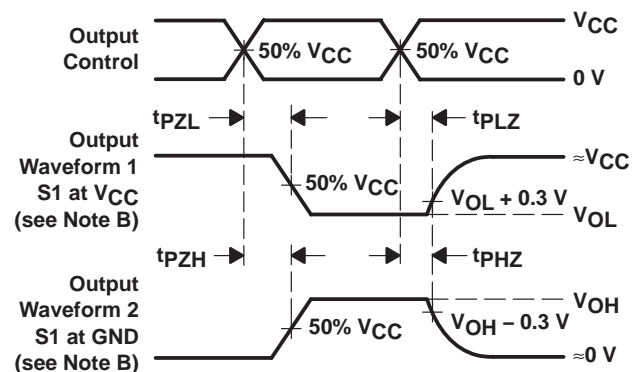 Output
Control
50% VCC
50% VCC
VCC
0 V
tPZL
tPLZ
Output
Waveform 1
S1 at VCC
(see Note B)
50% VCC
≈VCC
VOL + 0.3 V
VOL
tPZH
tPHZ
Output
Waveform 2
S1 at GND
(see Note B)
50% VCC
VOH
VOH – 0.3 V
≈0 V